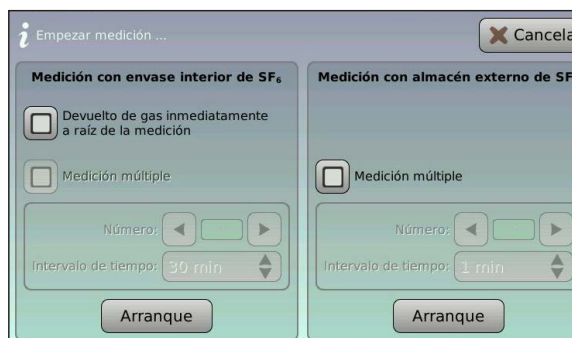 Empezar medición ...
Cancela
Medición con envase interior de SF₆
Devuelto de gas inmediatamente
a raíz de la medición
Medición múltiple
Número:
Intervalo de tiempo: 30 min
Arranque
Medición con almacén externo de SF
Medición múltiple
Número:
Intervalo de tiempo: 1 min
Arranque